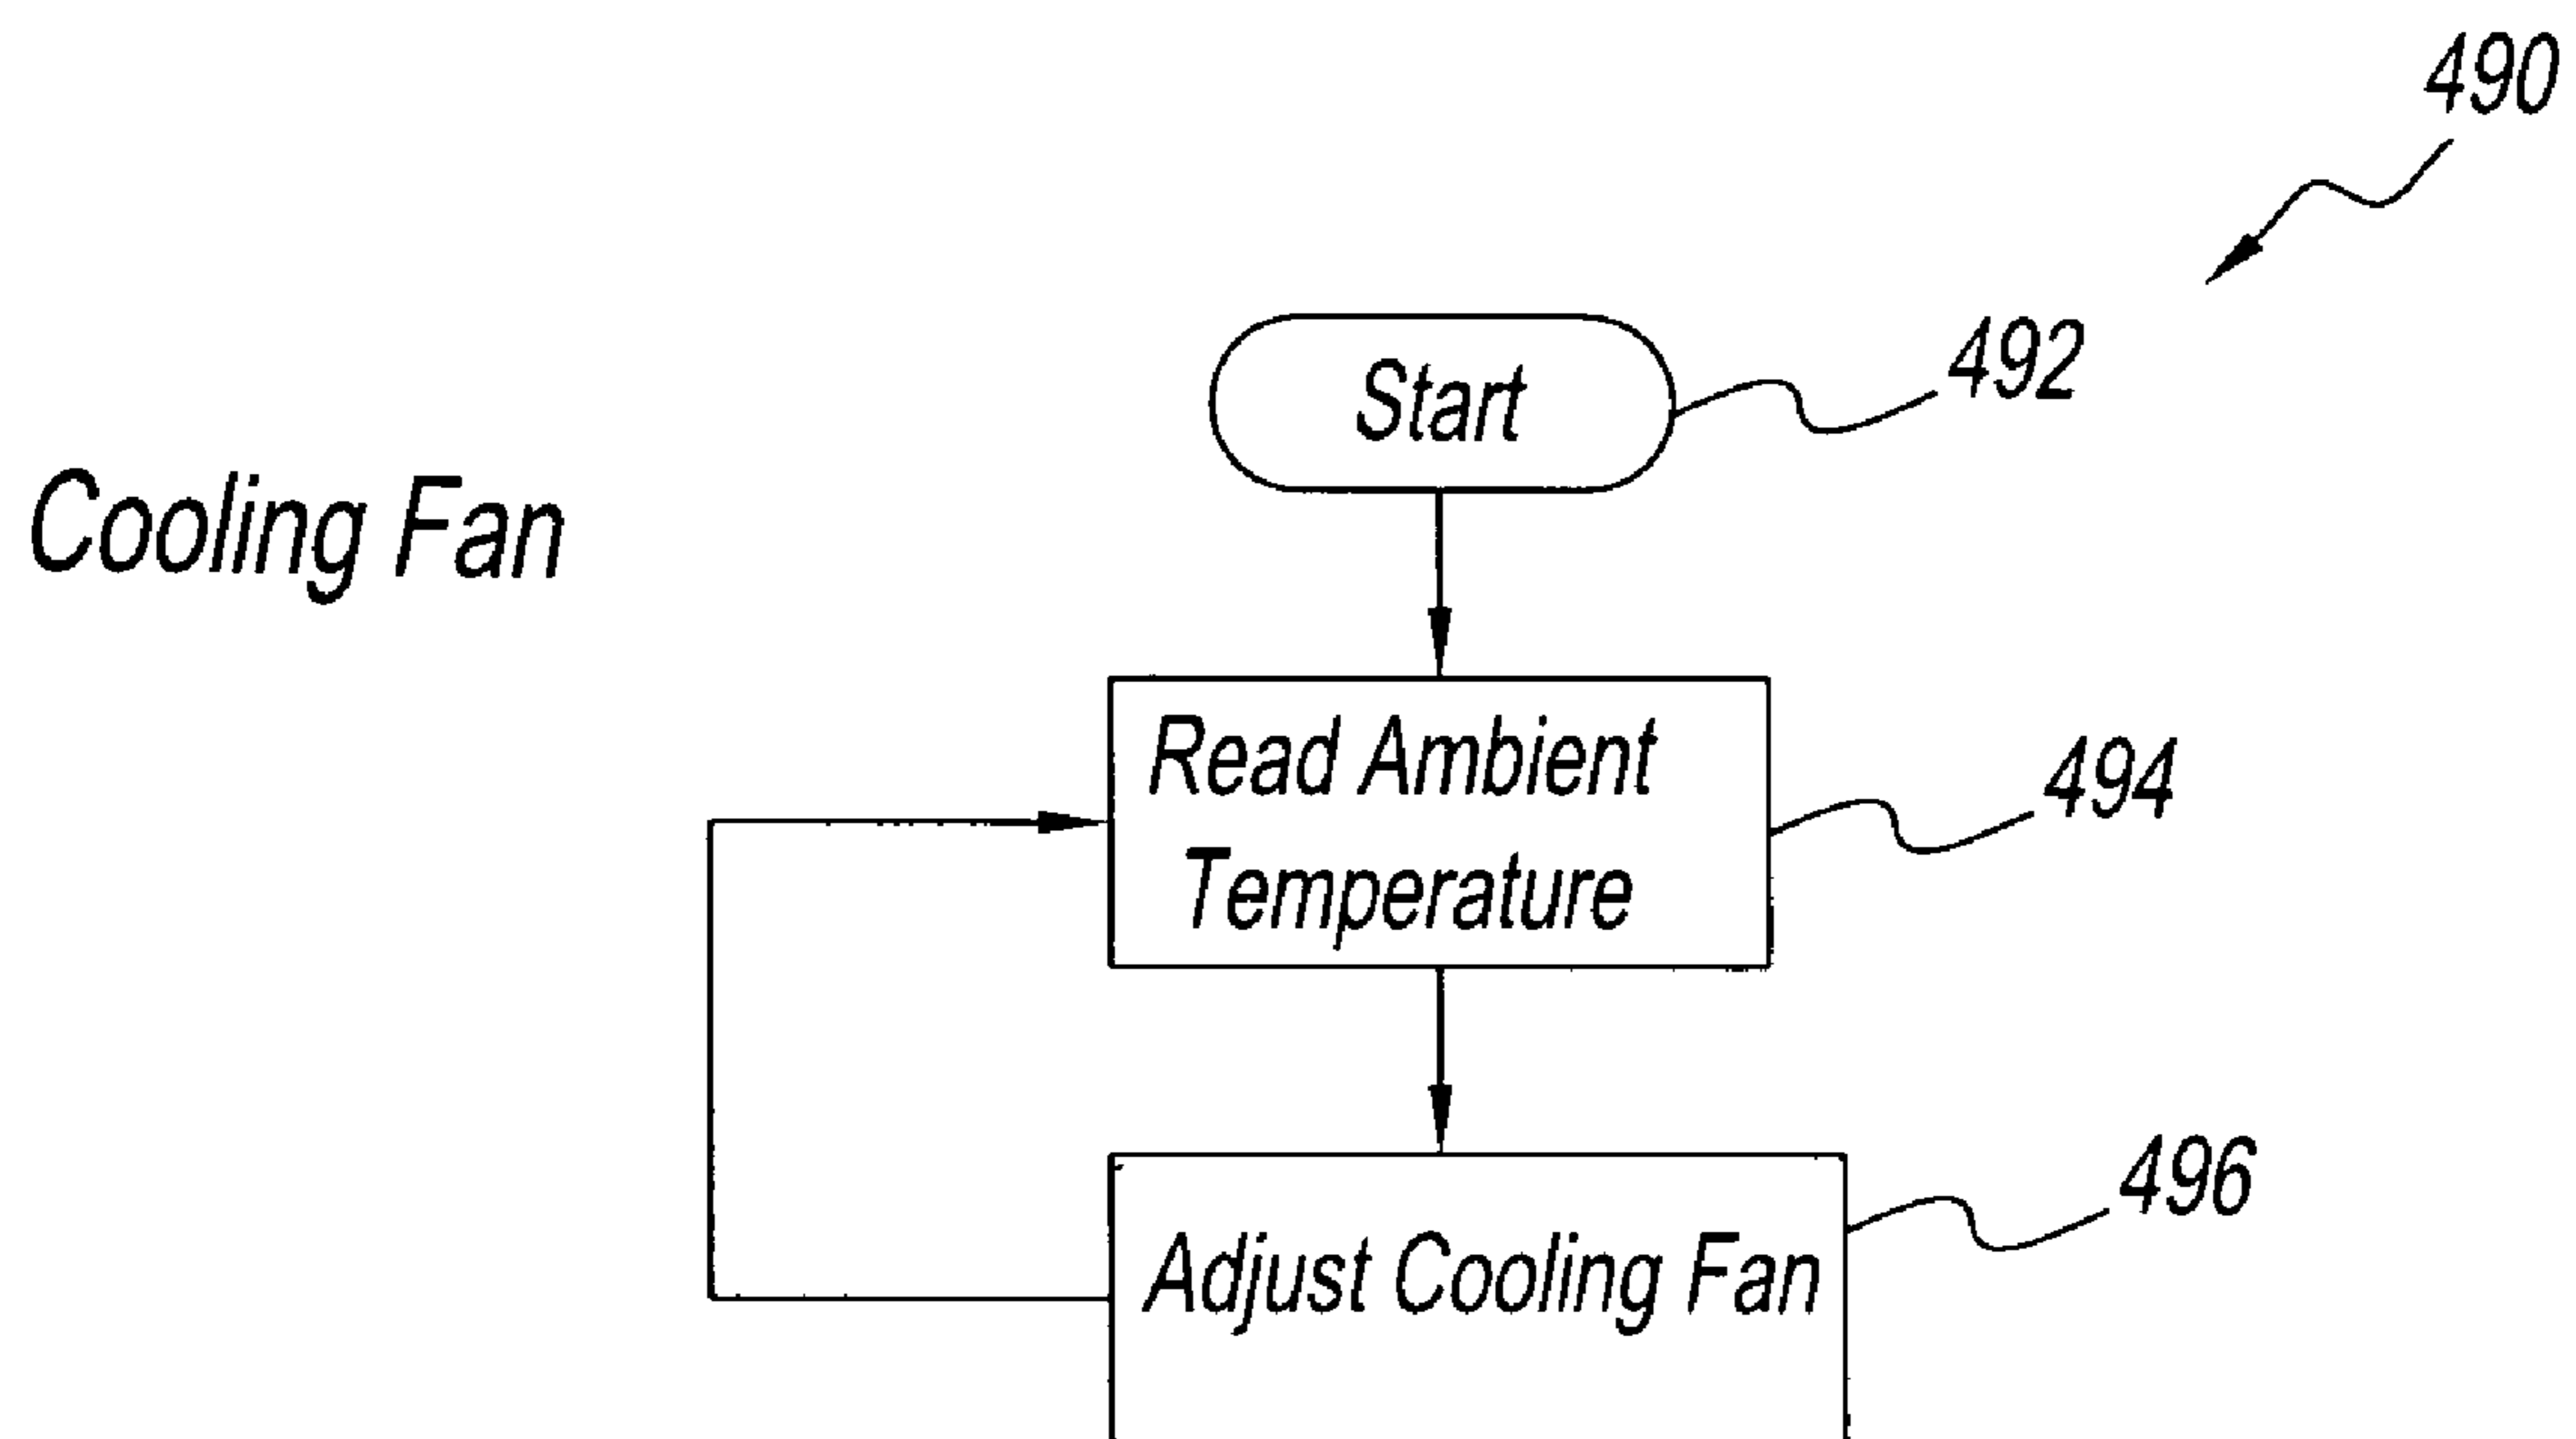 490
Start
492
Cooling Fan
Read Ambient
Temperature
494
496
Adjust Cooling Fan